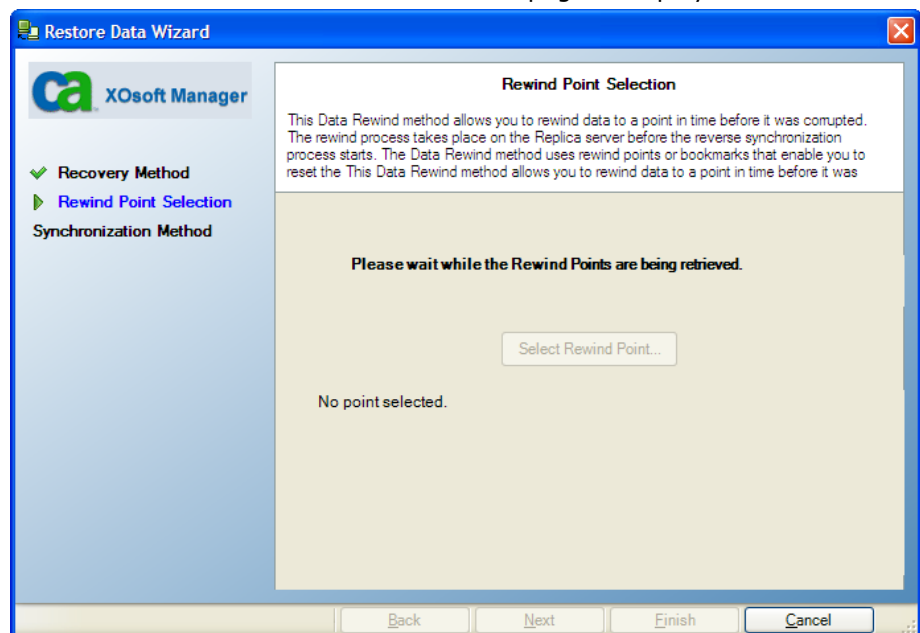 Restore Data Wizard
ca XOsoft Manager
Recovery Method
Rewind Point Selection
Synchronization Method
Rewind Point Selection
This Data Rewind method allows you to rewind data to a point in time before it was corrupted.
The rewind process takes place on the Replica server before the reverse synchronization
process starts. The Data Rewind method uses rewind points or bookmarks that enable you to
reset the This Data Rewind method allows you to rewind data to a point in time before it was
Please wait while the Rewind Points are being retrieved.
Select Rewind Point...
No point selected.
Back Next Finish Cancel